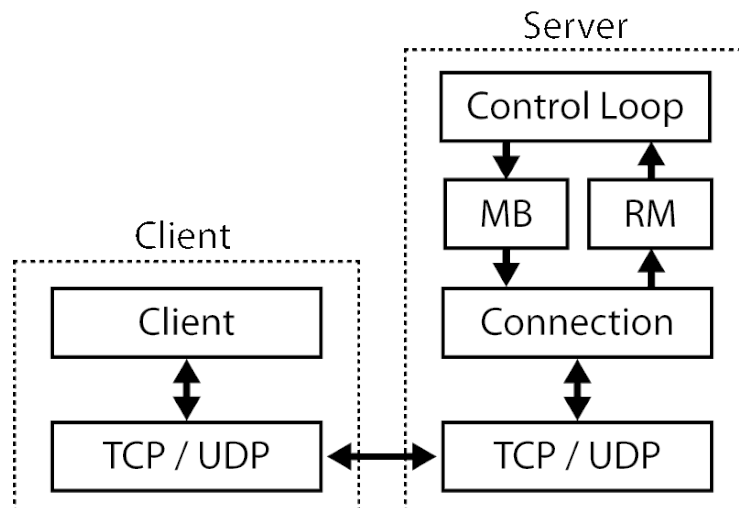 Server
Control Loop
MB
RM
Client
Client
Connection
TCP / UDP
TCP / UDP